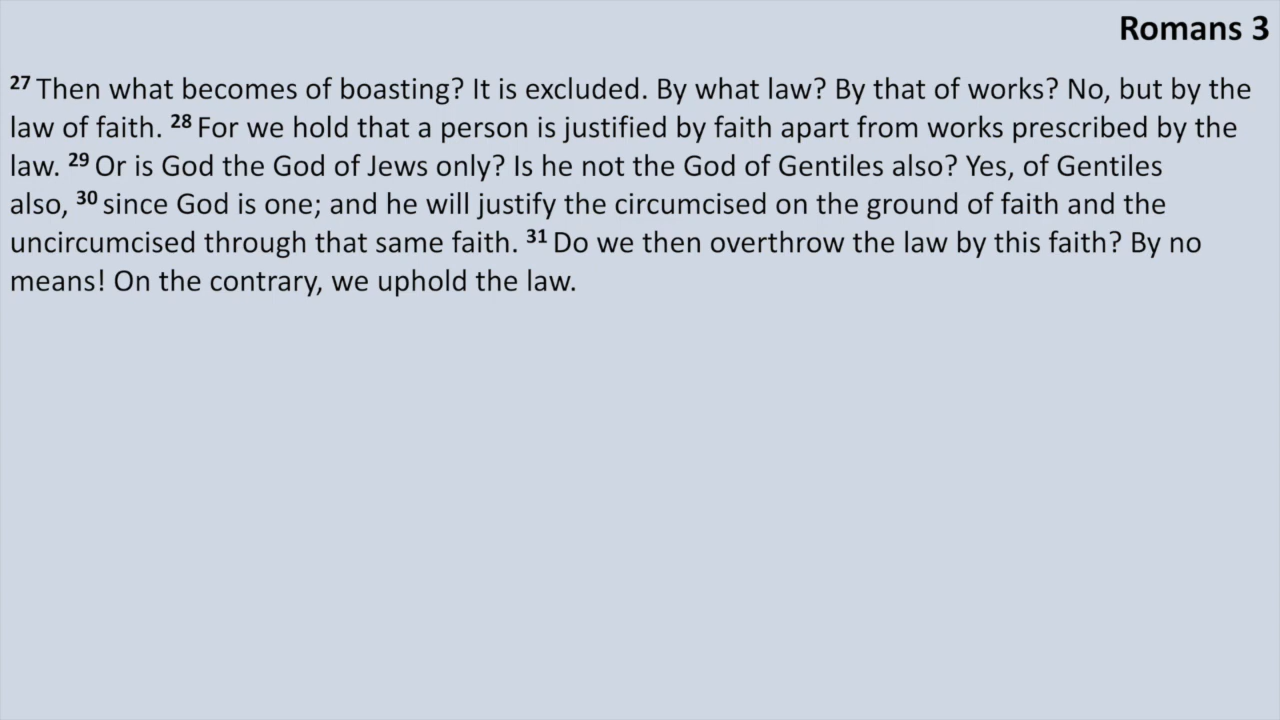 Romans 3
27 Then what becomes of boasting? It is excluded. By what law? By that of works? No, but by the
law of faith. 28 For we hold that a person is justified by faith apart from works prescribed by the
law. 29 Or is God the God of Jews only? Is he not the God of Gentiles also? Yes, of Gentiles
also, 30 since God is one; and he will justify the circumcised on the ground of faith and the
uncircumcised through that same faith. 31 Do we then overthrow the law by this faith? By no
means! On the contrary, we uphold the law.